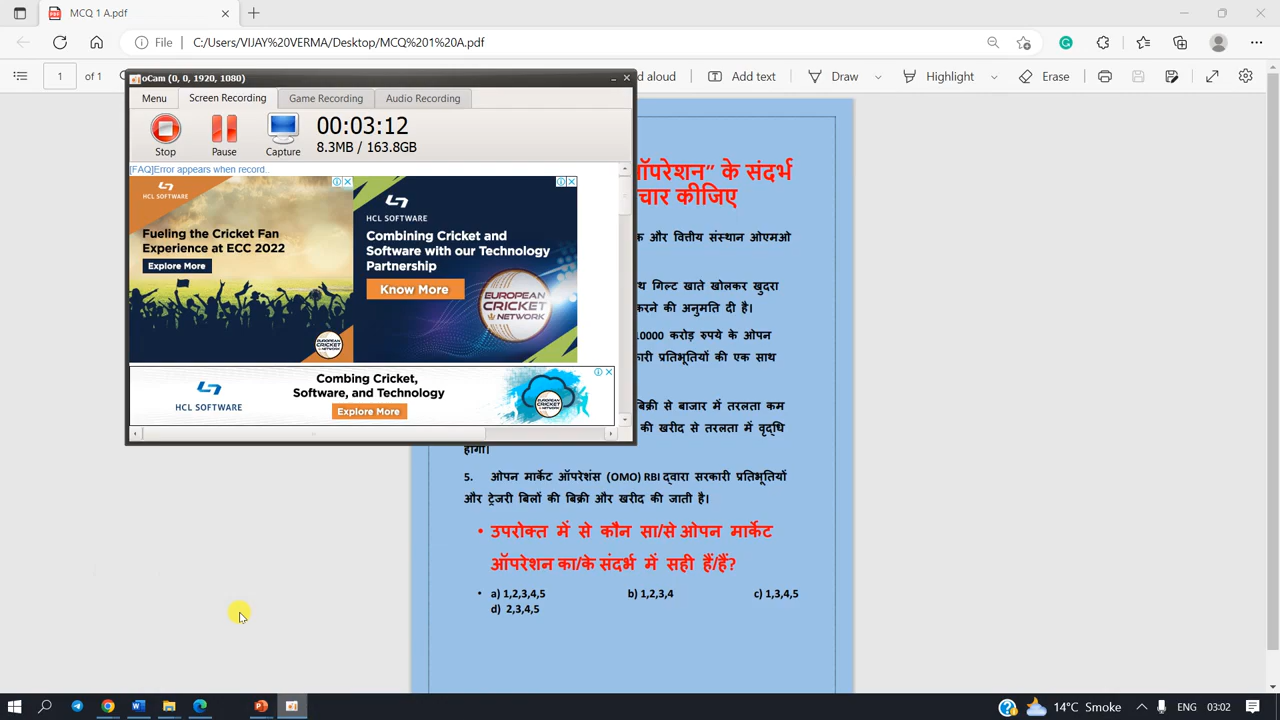 MCQ 1 A.pdf
File C:/Users/VIJAY%20VERMA/Desktop/MCQ%201%20A.pdf
1 of 1
d aloud Add text Draw Highlight Erase
oCam (0, 0, 1920, 1080)
Menu Screen Recording Game Recording Audio Recording
Stop Pause Capture
00:03:12
8.3MB / 163.8GB
[FAQ]Error appears when record..
HCL SOFTWARE
Fueling the Cricket Fan
Experience at ECC 2022
Explore More
EUROPEAN
CRICKET
NETWORK
HCL SOFTWARE
Combining Cricket and
Software with our Technology
Partnership
Know More
EUROPEAN
CRICKET
NETWORK
HCL SOFTWARE
Combing Cricket,
Software, and Technology
Explore More
EUROPEAN
CRICKET
NETWORK
ऑपरेशन” के संदर्भ
चार कीजिए
क और वित्तीय संस्थान ओएमओ
थ गिल्ट खाते खोलकर खुदरा
करने की अनुमति दी है।
10000 करोड़ रुपये के ओपन
कारी प्रतिभूतियों की एक साथ
बिक्री से बाजार में तरलता कम
की खरीद से तरलता में वृद्धि
होगी।
5. ओपन मार्केट ऑपरेशंस (OMO) RBI द्वारा सरकारी प्रतिभूतियों
और ट्रेजरी बिलों की बिक्री और खरीद की जाती है।
• उपरोक्त में से कौन सा/से ओपन मार्केट
ऑपरेशन का/के संदर्भ में सही हैं/हैं?
• a) 1,2,3,4,5 b) 1,2,3,4 c) 1,3,4,5
d) 2,3,4,5
14°C Smoke ENG 03:02